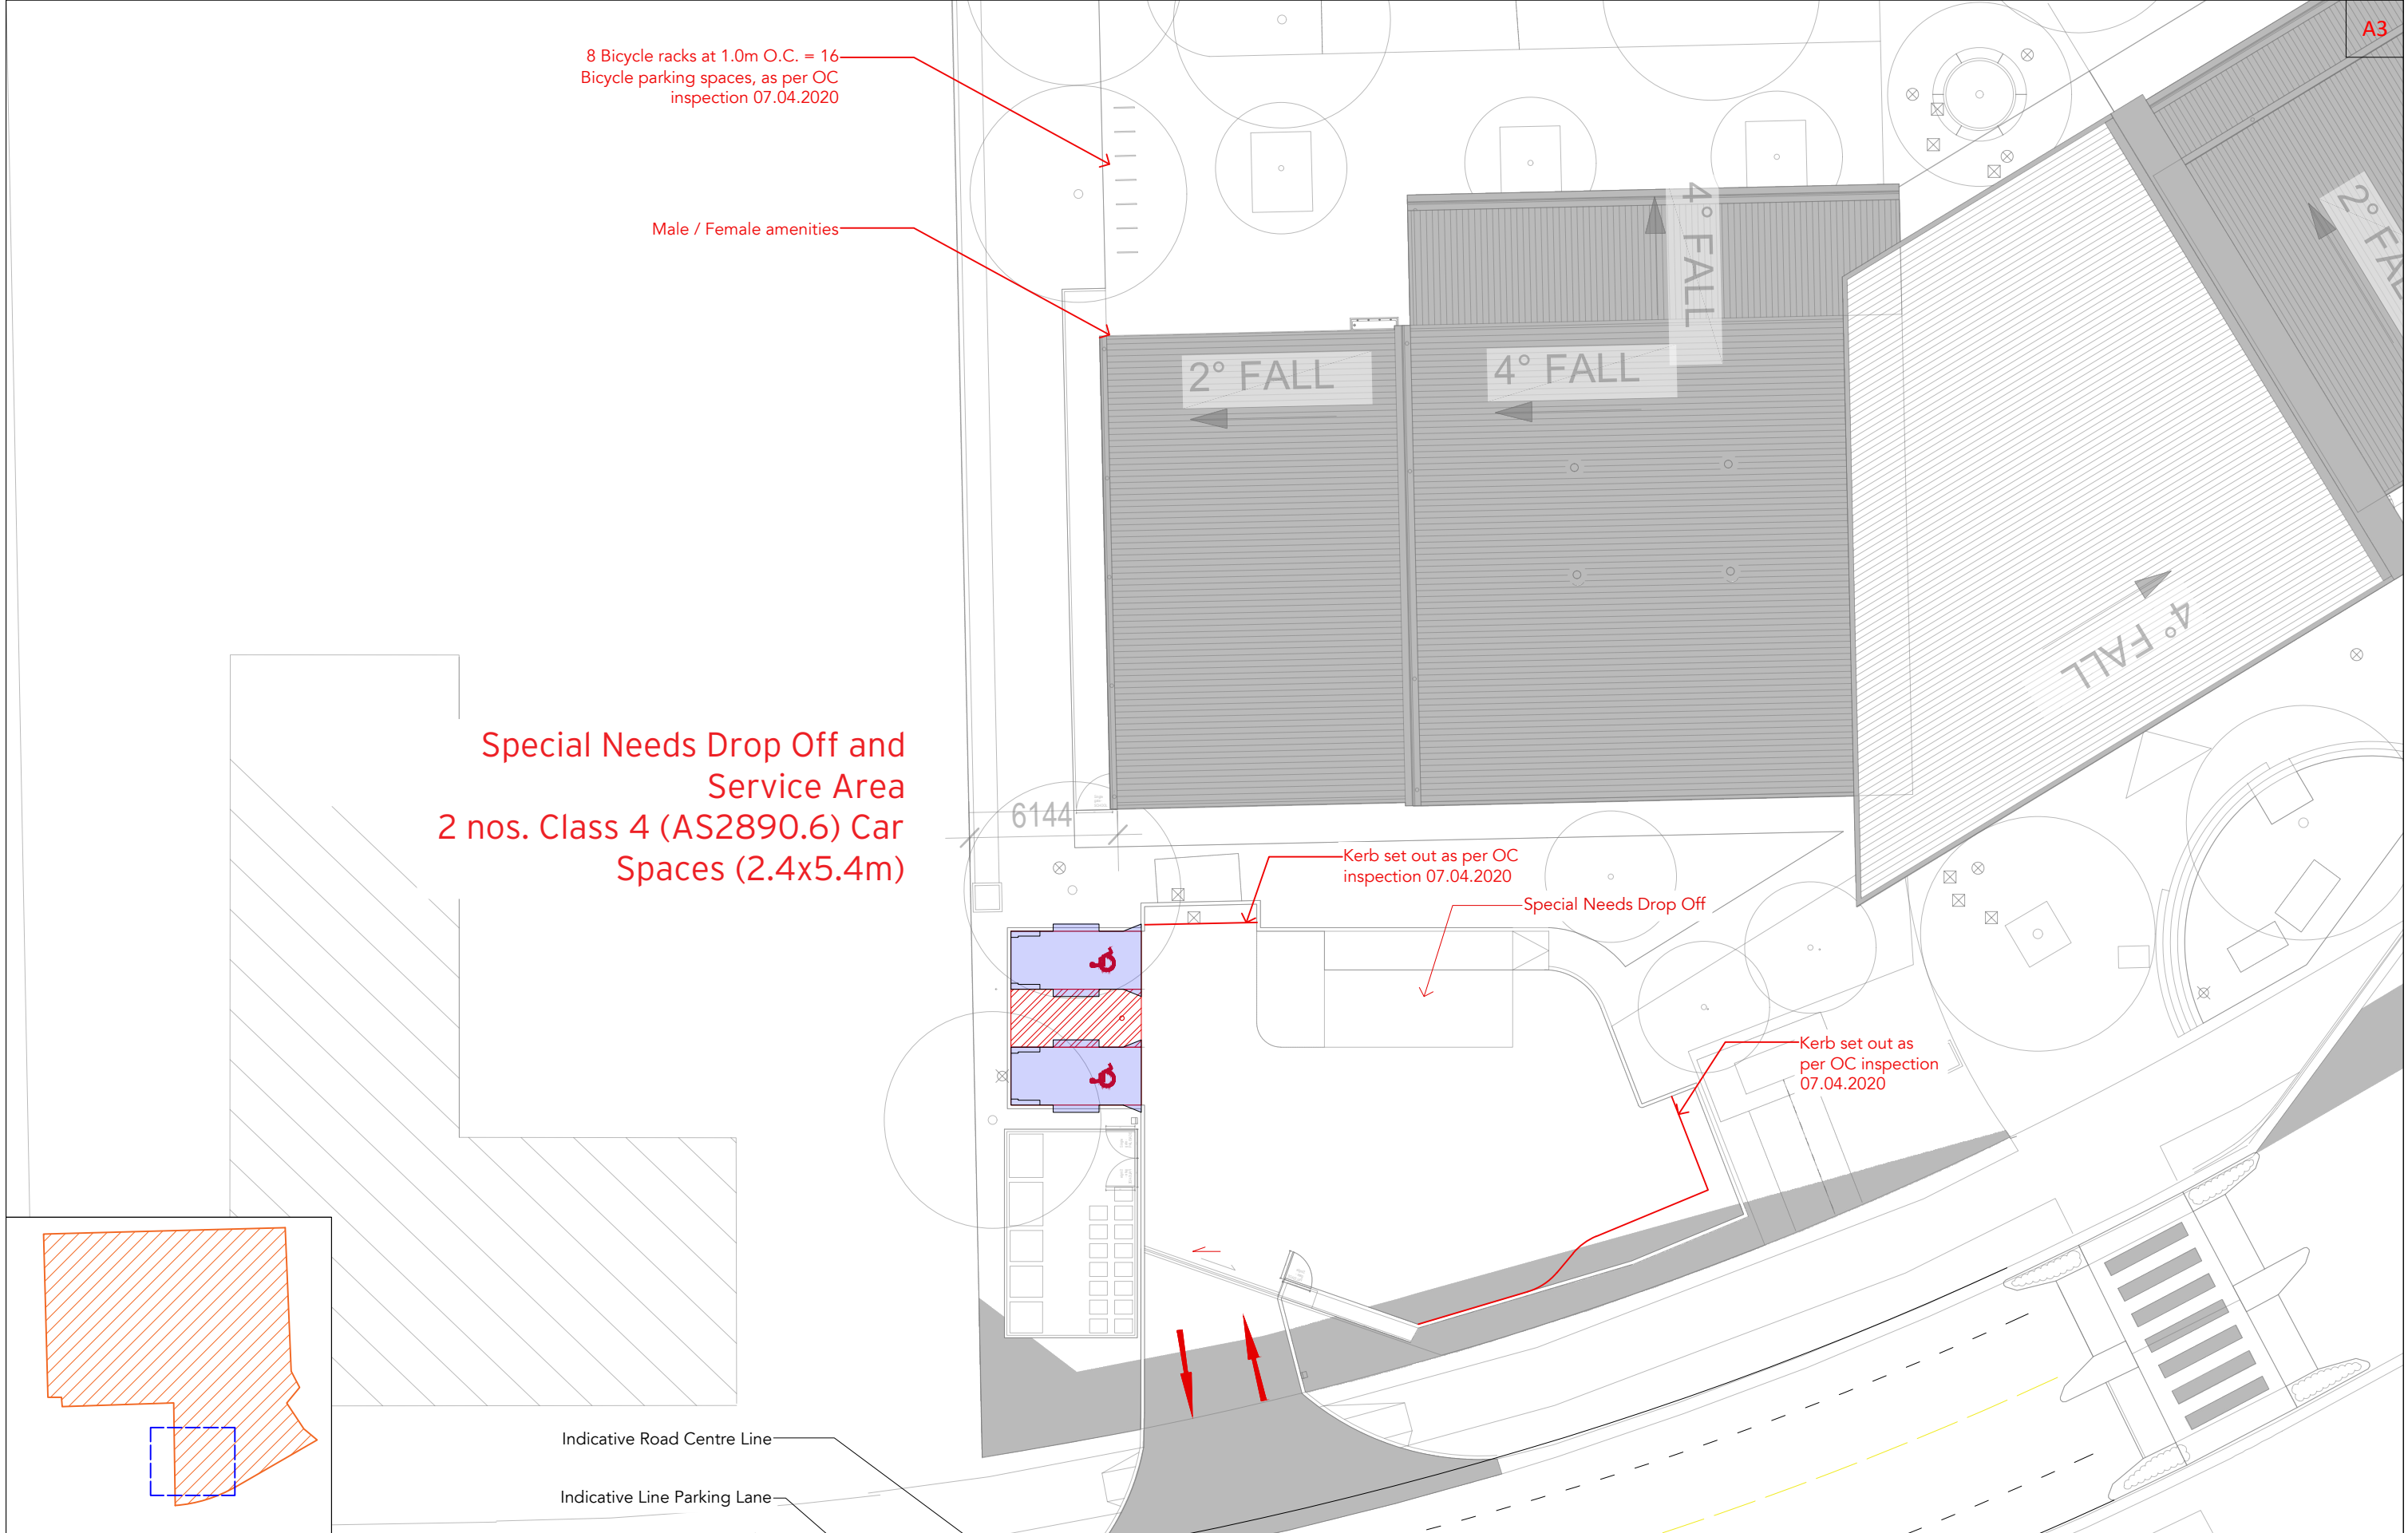 A3
8 Bicycle racks at 1.0m O.C. = 16
Bicycle parking spaces, as per OC
inspection 07.04.2020
Male / Female amenities
4° FALL
2° FALL
4° FALL
2° FA
4° FALL
Special Needs Drop Off and
Service Area
2 nos. Class 4 (AS2890.6) Car
Spaces (2.4x5.4m)
6144
Kerb set out as per OC
inspection 07.04.2020
Special Needs Drop Off
Kerb set out as
per OC inspection
07.04.2020
Indicative Road Centre Line
Indicative Line Parking Lane